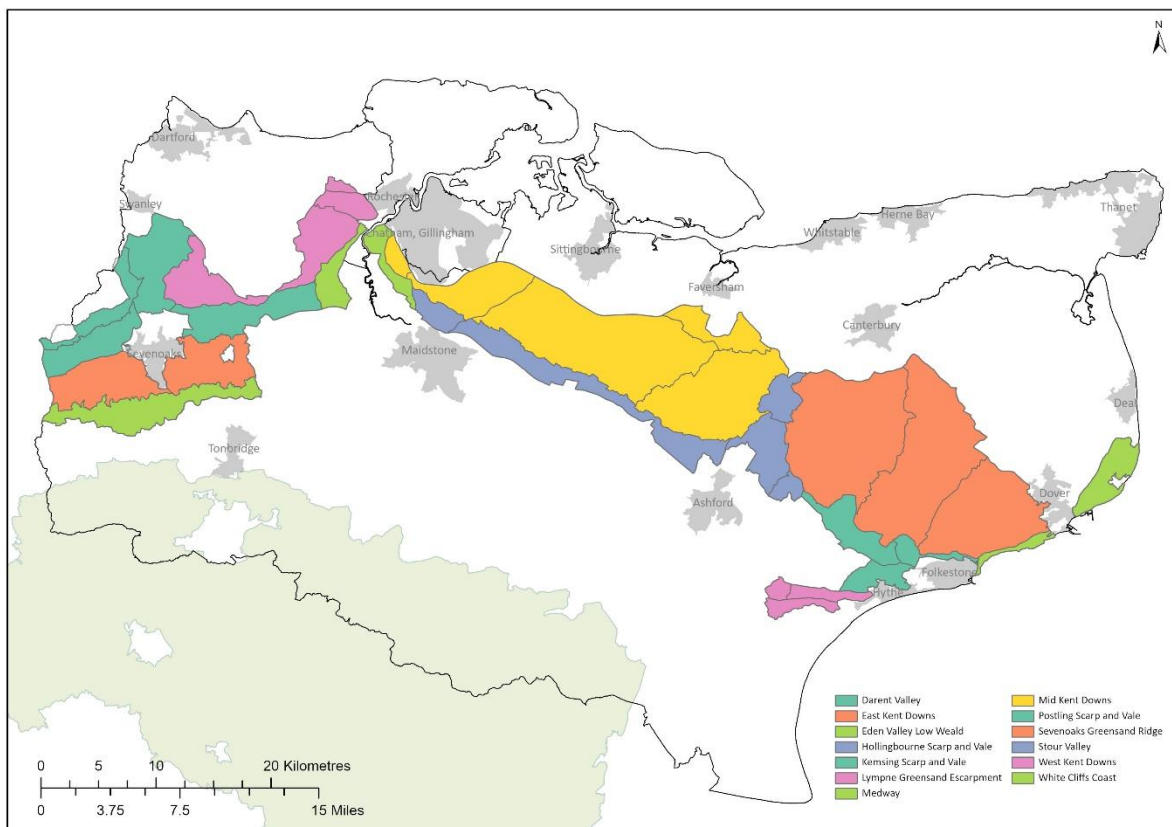 N
Dartford
Swanley
Rochester
Chatham, Gillingham
Sittingbourne
Whitstable
Herne Bay
Thanet
Faversham
Canterbury
Sevenoaks
Maidstone
Deal
Tonbridge
Ashford
Dover
Folkestone
Hythe
Darent Valley
East Kent Downs
Eden Valley Low Weald
Hollingbourne Scarp and Vale
Kemsing Scarp and Vale
Lympne Greensand Escarpment
Medway
Mid Kent Downs
Postling Scarp and Vale
Sevenoaks Greensand Ridge
Stour Valley
West Kent Downs
White Cliffs Coast
0 5 10 20 Kilometres
0 3.75 7.5 15 Miles